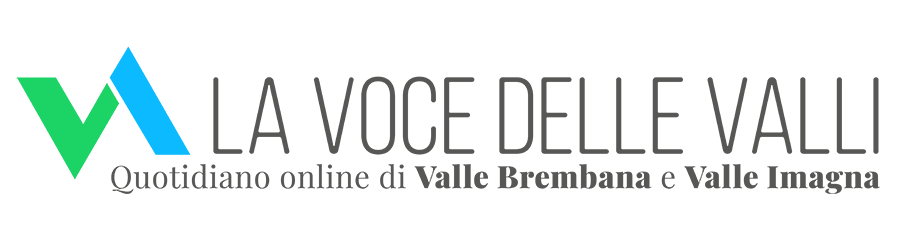 LA VOCE DELLE VALLI
Quotidiano online di Valle Brembana e Valle Imagna